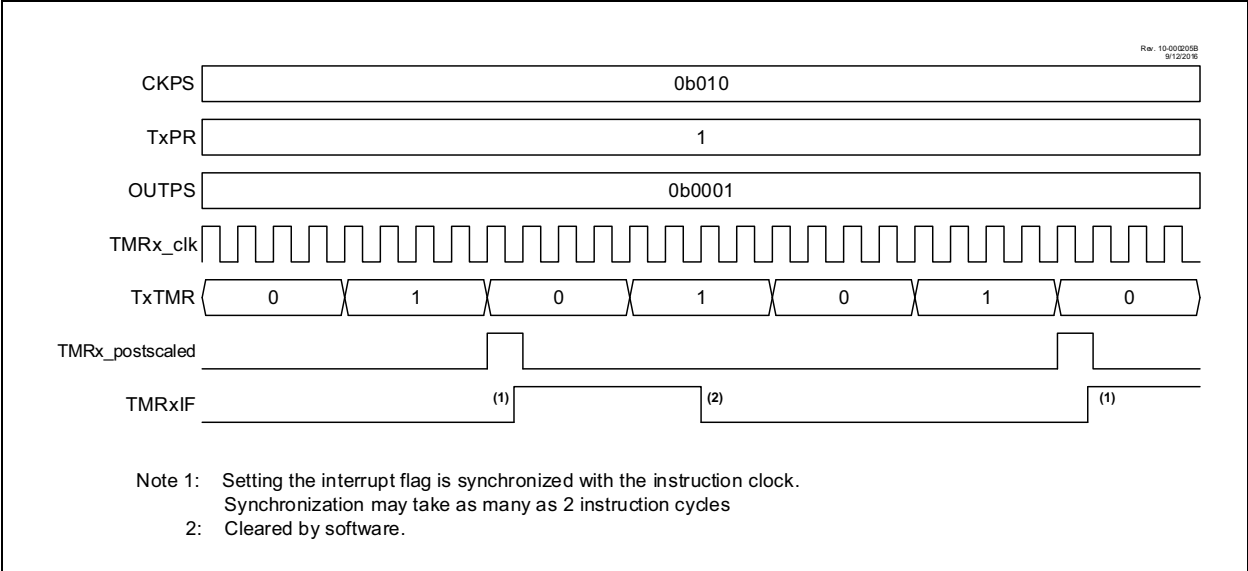 Rev. 10-000205B
9/12/2016
CKPS 0b010
TxPR 1
OUTPS 0b0001
TMRx_clk
TxTMR 0 1 0 1 0 1 0
TMRx_postscaled
TMRxIF (1) (2) (1)
Note 1: Setting the interrupt flag is synchronized with the instruction clock.
Synchronization may take as many as 2 instruction cycles
2: Cleared by software.